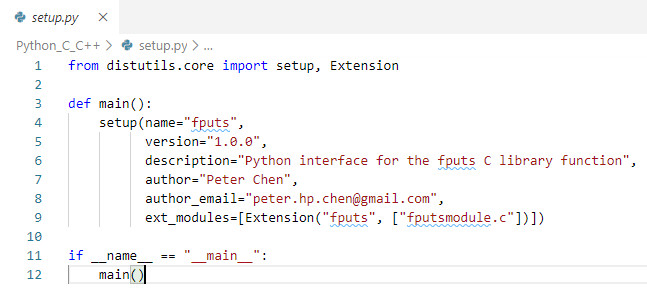 setup.py ×
Python_C_C++ > setup.py > ...
1 from distutils.core import setup, Extension
2
3 def main():
4     setup(name="fputs",
5           version="1.0.0",
6           description="Python interface for the fputs C library function",
7           author="Peter Chen",
8           author_email="peter.hp.chen@gmail.com",
9           ext_modules=[Extension("fputs", ["fputsmodule.c"])])
10
11 if __name__ == "__main__":
12     main()